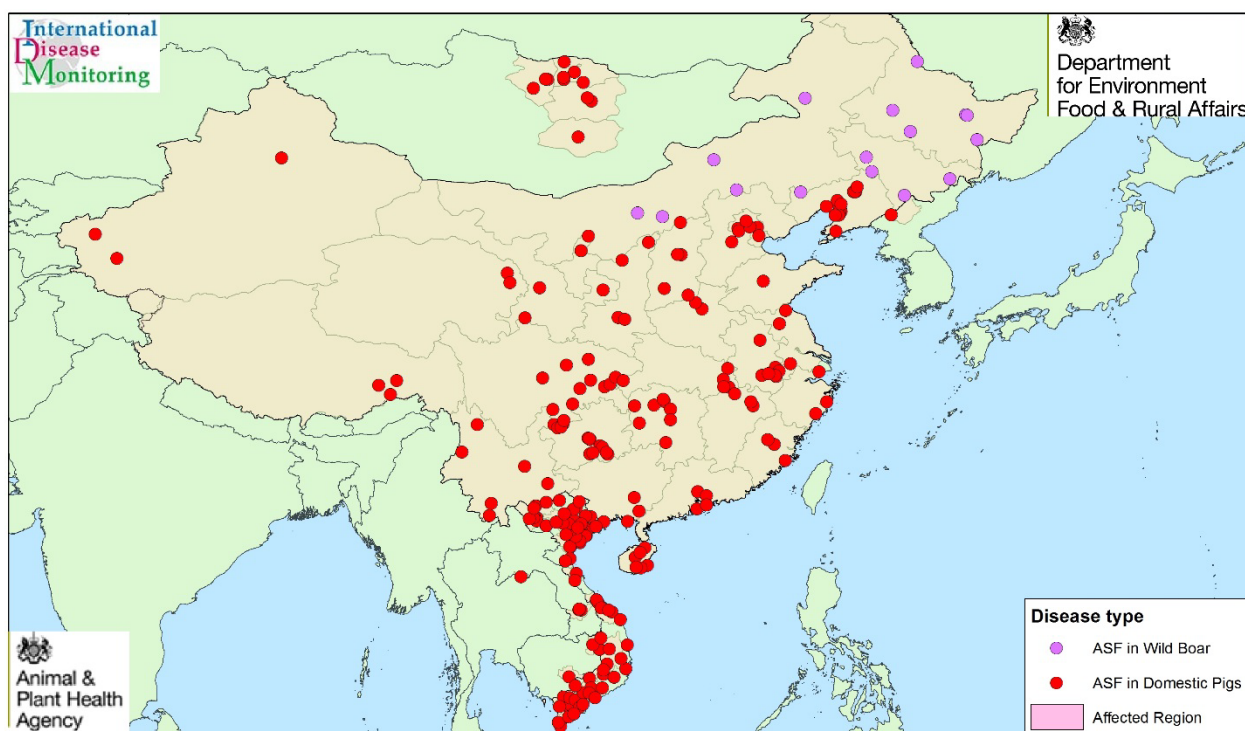 International
Disease
Monitoring
Department
for Environment
Food & Rural Affairs
Animal &
Plant Health
Agency
Disease type
ASF in Wild Boar
ASF in Domestic Pigs
Affected Region